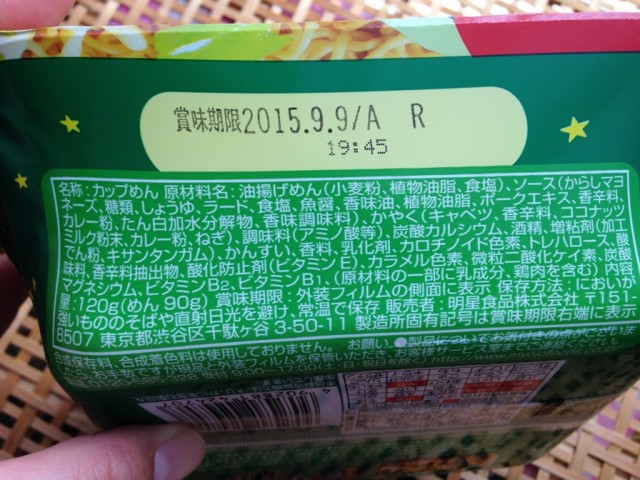 賞味期限2015.9.9/A R
19:45
名称:カップめん 原材料名:油揚げめん(小麦粉、植物油脂、食塩)、ソース(からしマヨ
ネーズ、糖類、しょうゆ、ラード、食塩、魚醤、香味油、植物油脂、ポークエキス、香辛料、
カレー粉、たん白加水分解物、香味調味料)、かやく(キャベツ、香辛料、ココナッツ
ミルク粉末、カレー粉、ねぎ)、調味料(アミノ酸等)、炭酸カルシウム、酒精、増粘剤(加工
でん粉、キサンタンガム)、かんすい、香料、乳化剤、カロチノイド色素、トレハロース、酸
味料、香辛料抽出物、酸化防止剤(ビタミンE)、カラメル色素、微粒二酸化ケイ素、炭酸
マグネシウム、ビタミンB2、ビタミンB1、(原材料の一部に乳成分、鶏肉を含む) 内容
量:120g(めん 90g) 賞味期限:外装フィルムの側面に表示 保存方法:においが
強いもののそばや直射日光を避け、常温で保存 販売者:明星食品株式会社 〒151-
8507 東京都渋谷区千駄ヶ谷 3-50-11 製造所固有記号は賞味期限右端に表示
合成保存料、合成着色料は使用しておりません。 お願い ●製品について